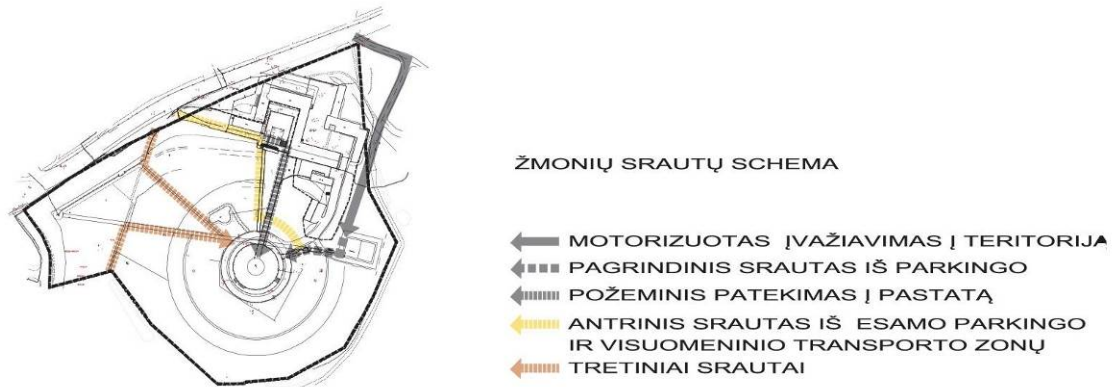 ŽMONIŲ SRAUTŲ SCHEMA
MOTORIZUOTAS ĮVAŽIAVIMAS Į TERITORIJĄ
PAGRINDINIS SRAUTAS IŠ PARKINGO
POŽEMINIS PATEKIMAS Į PASTATĄ
ANTRINIS SRAUTAS IŠ ESAMO PARKINGO
IR VISUOMENINIO TRANSPORTO ZONŲ
TRETINIAI SRAUTAI